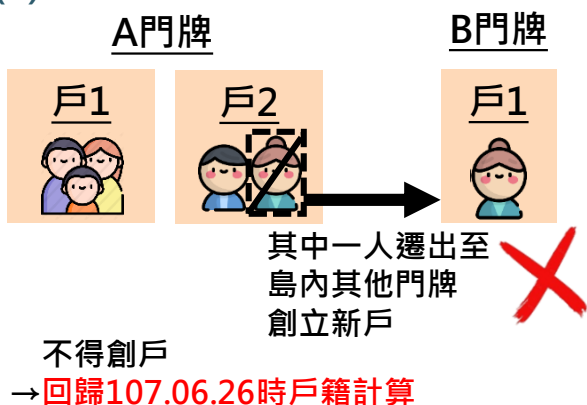 A門牌
B門牌
戶1
戶2
戶1
其中一人遷出至
島內其他門牌
創立新戶
不得創戶
→回歸107.06.26時戶籍計算